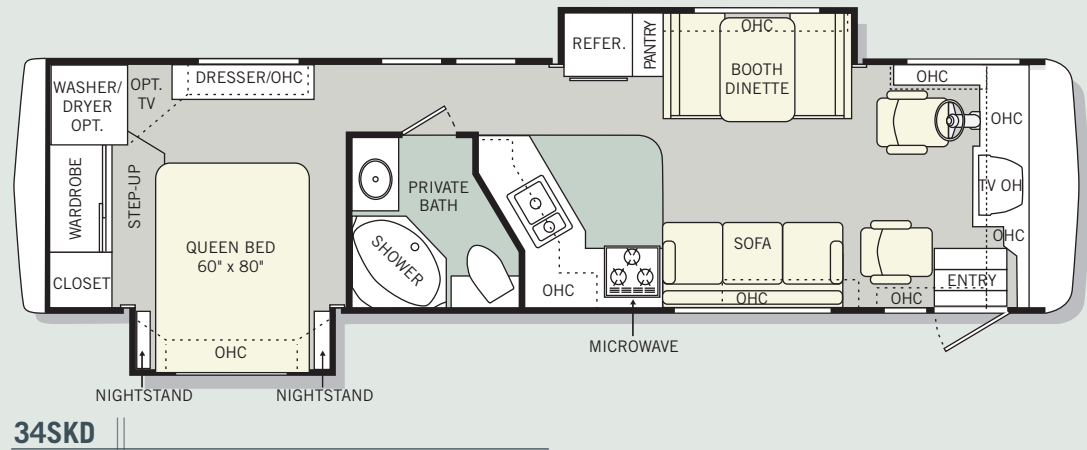 OHC
REFER.
PANTRY
BOOTH
DINETTE
WASHER/
DRYER
OPT.
OPT.
TV
DRESSER/OHC
OHC
OHC
TV OH
OHC
WARDROBE
STEP-UP
PRIVATE
BATH
QUEEN BED
60" x 80"
SHOWER
SOFA
CLOSET
OHC
OHC
OHC
ENTRY
OHC
MICROWAVE
NIGHTSTAND
NIGHTSTAND
34SKD